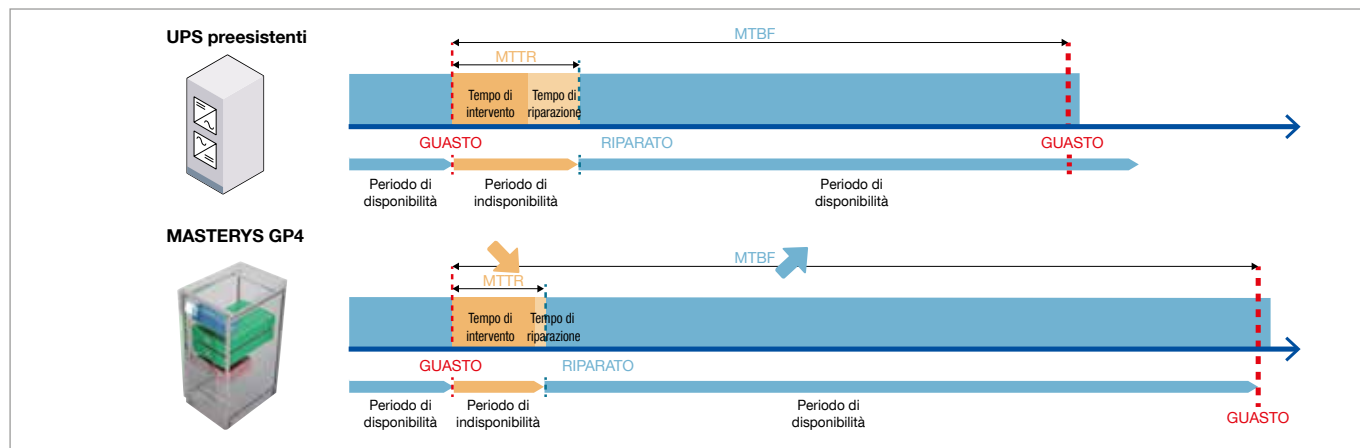 UPS preesistenti
MTBF
MTTR
Tempo di
intervento
Tempo di
riparazione
GUASTO
RIPARATO
GUASTO
Periodo di
disponibilità
Periodo di
indisponibilità
Periodo di
disponibilità
MASTERYS GP4
MTBF
MTTR
Tempo di
intervento
Tempo di
riparazione
GUASTO
RIPARATO
Periodo di
disponibilità
Periodo di
indisponibilità
Periodo di
disponibilità
GUASTO